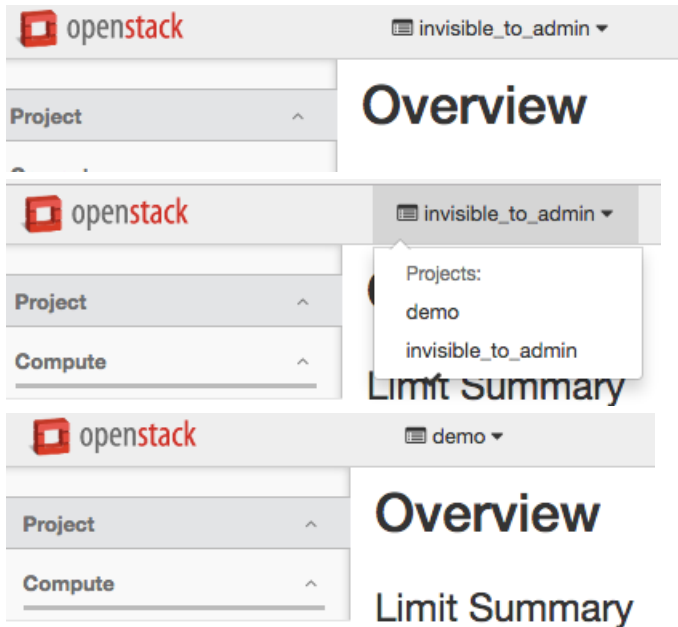 openstack invisible_to_admin
Overview
Project
openstack invisible_to_admin
Projects:
Project
demo
Compute
invisible_to_admin
Limit Summary
openstack demo
Project
Overview
Compute
Limit Summary